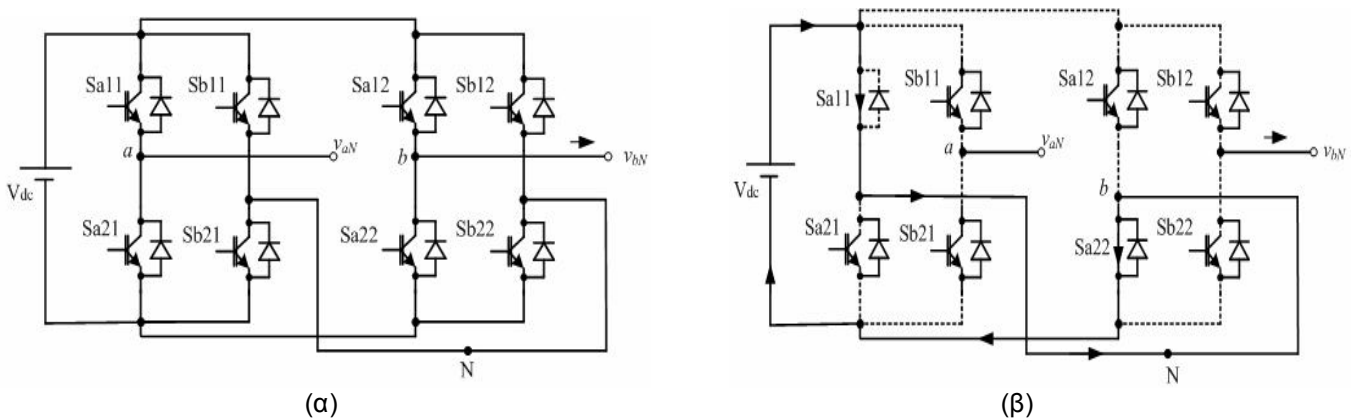 Sa11
Sb11
Sa12
Sb12
a
vaN
b
vbN
Vdc
Sa21
Sb21
Sa22
Sb22
N
(α)
Sa11
Sb11
Sa12
Sb12
a
vaN
b
vbN
Vdc
Sa21
Sb21
Sa22
Sb22
N
(β)